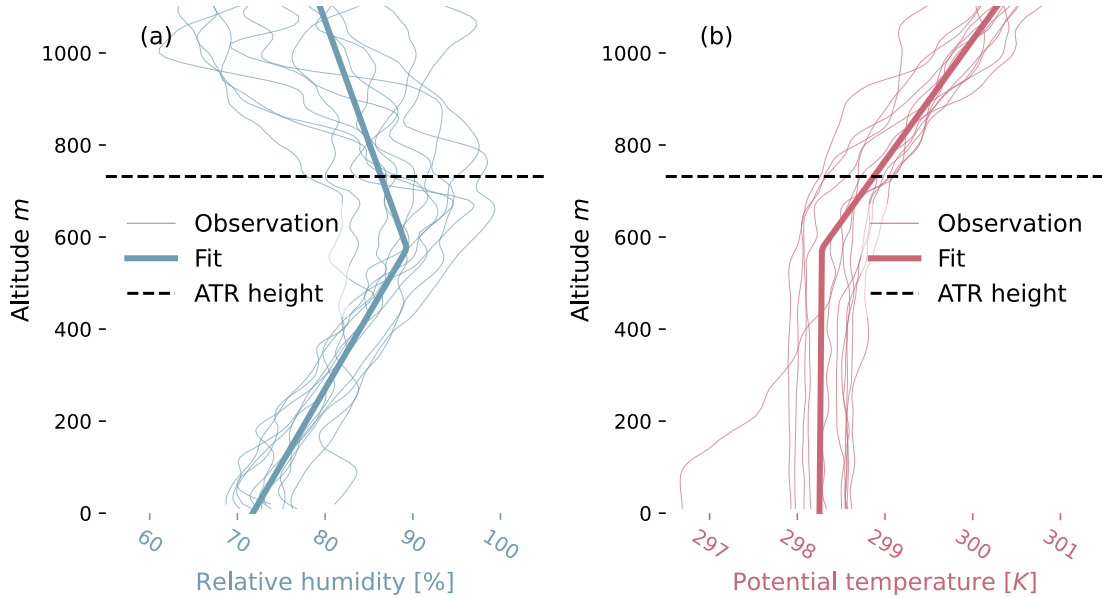 (a)
1000
800
600
400
200
0
Altitude m
Observation
Fit
ATR height
60
70
80
90
100
Relative humidity [%]
(b)
1000
800
600
400
200
0
Altitude m
Observation
Fit
ATR height
297
298
299
300
301
Potential temperature [K]